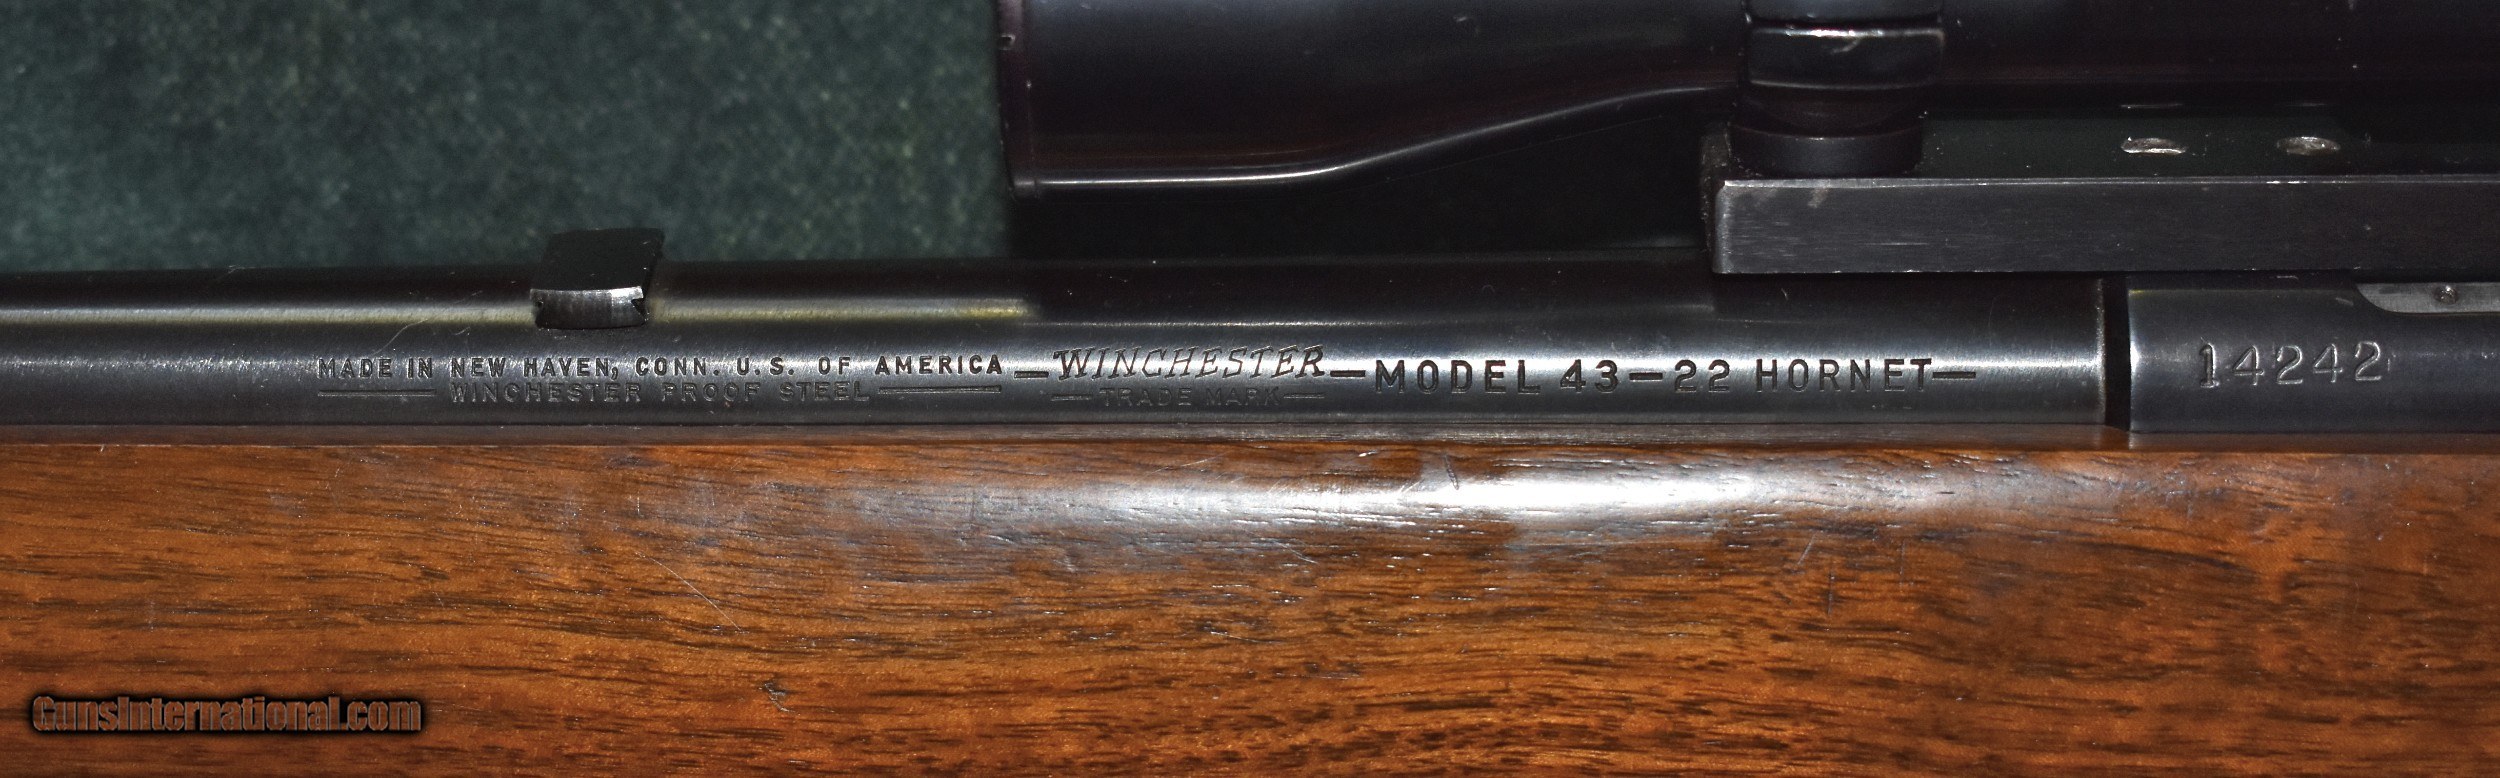 MADE IN NEW HAVEN, CONN. U.S. OF AMERICA
WINCHESTER PROOF STEEL
—WINCHESTER—
TRADE MARK
MODEL 43-22 HORNET—
14242
GunsInternational.com